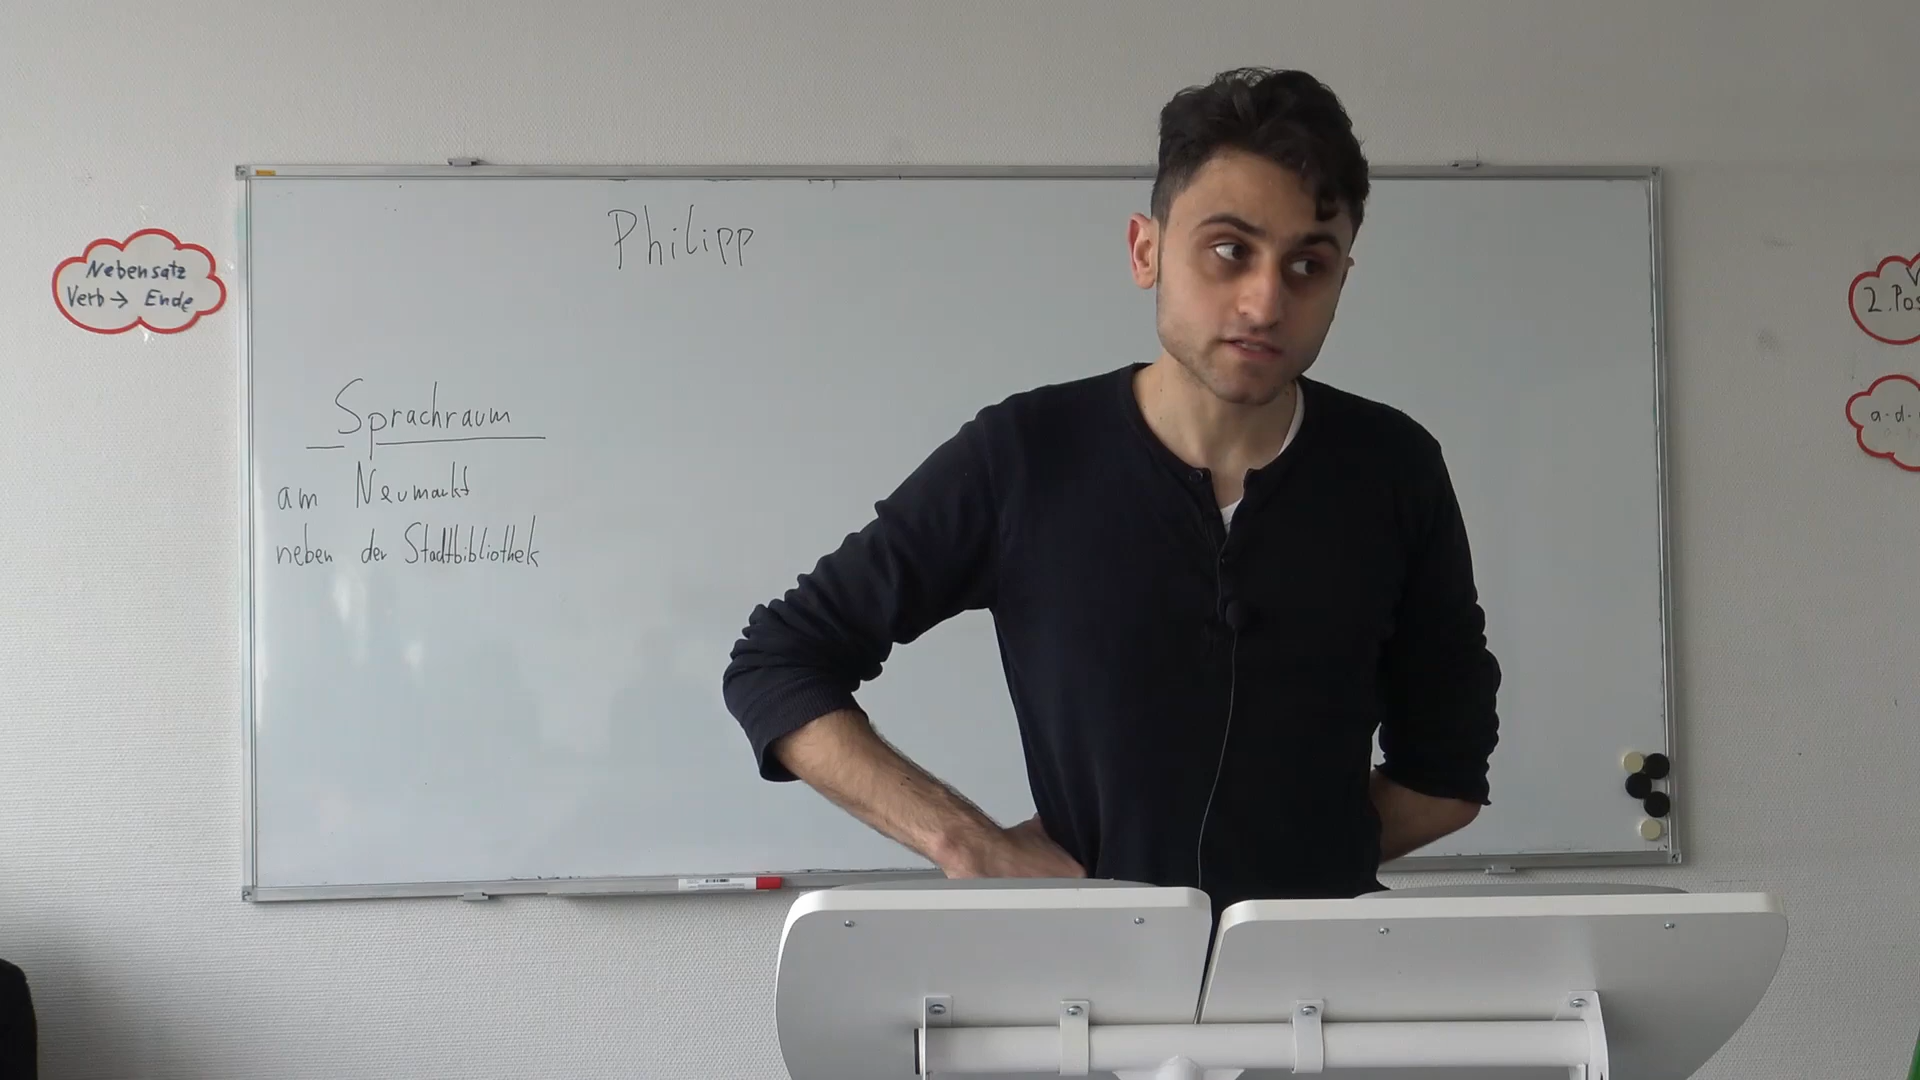 Philipp
Nebensatz
Verb → Ende
Sprachraum
am Neumarkt
neben der Stadtbibliothek
V
2. Pos
a-d-